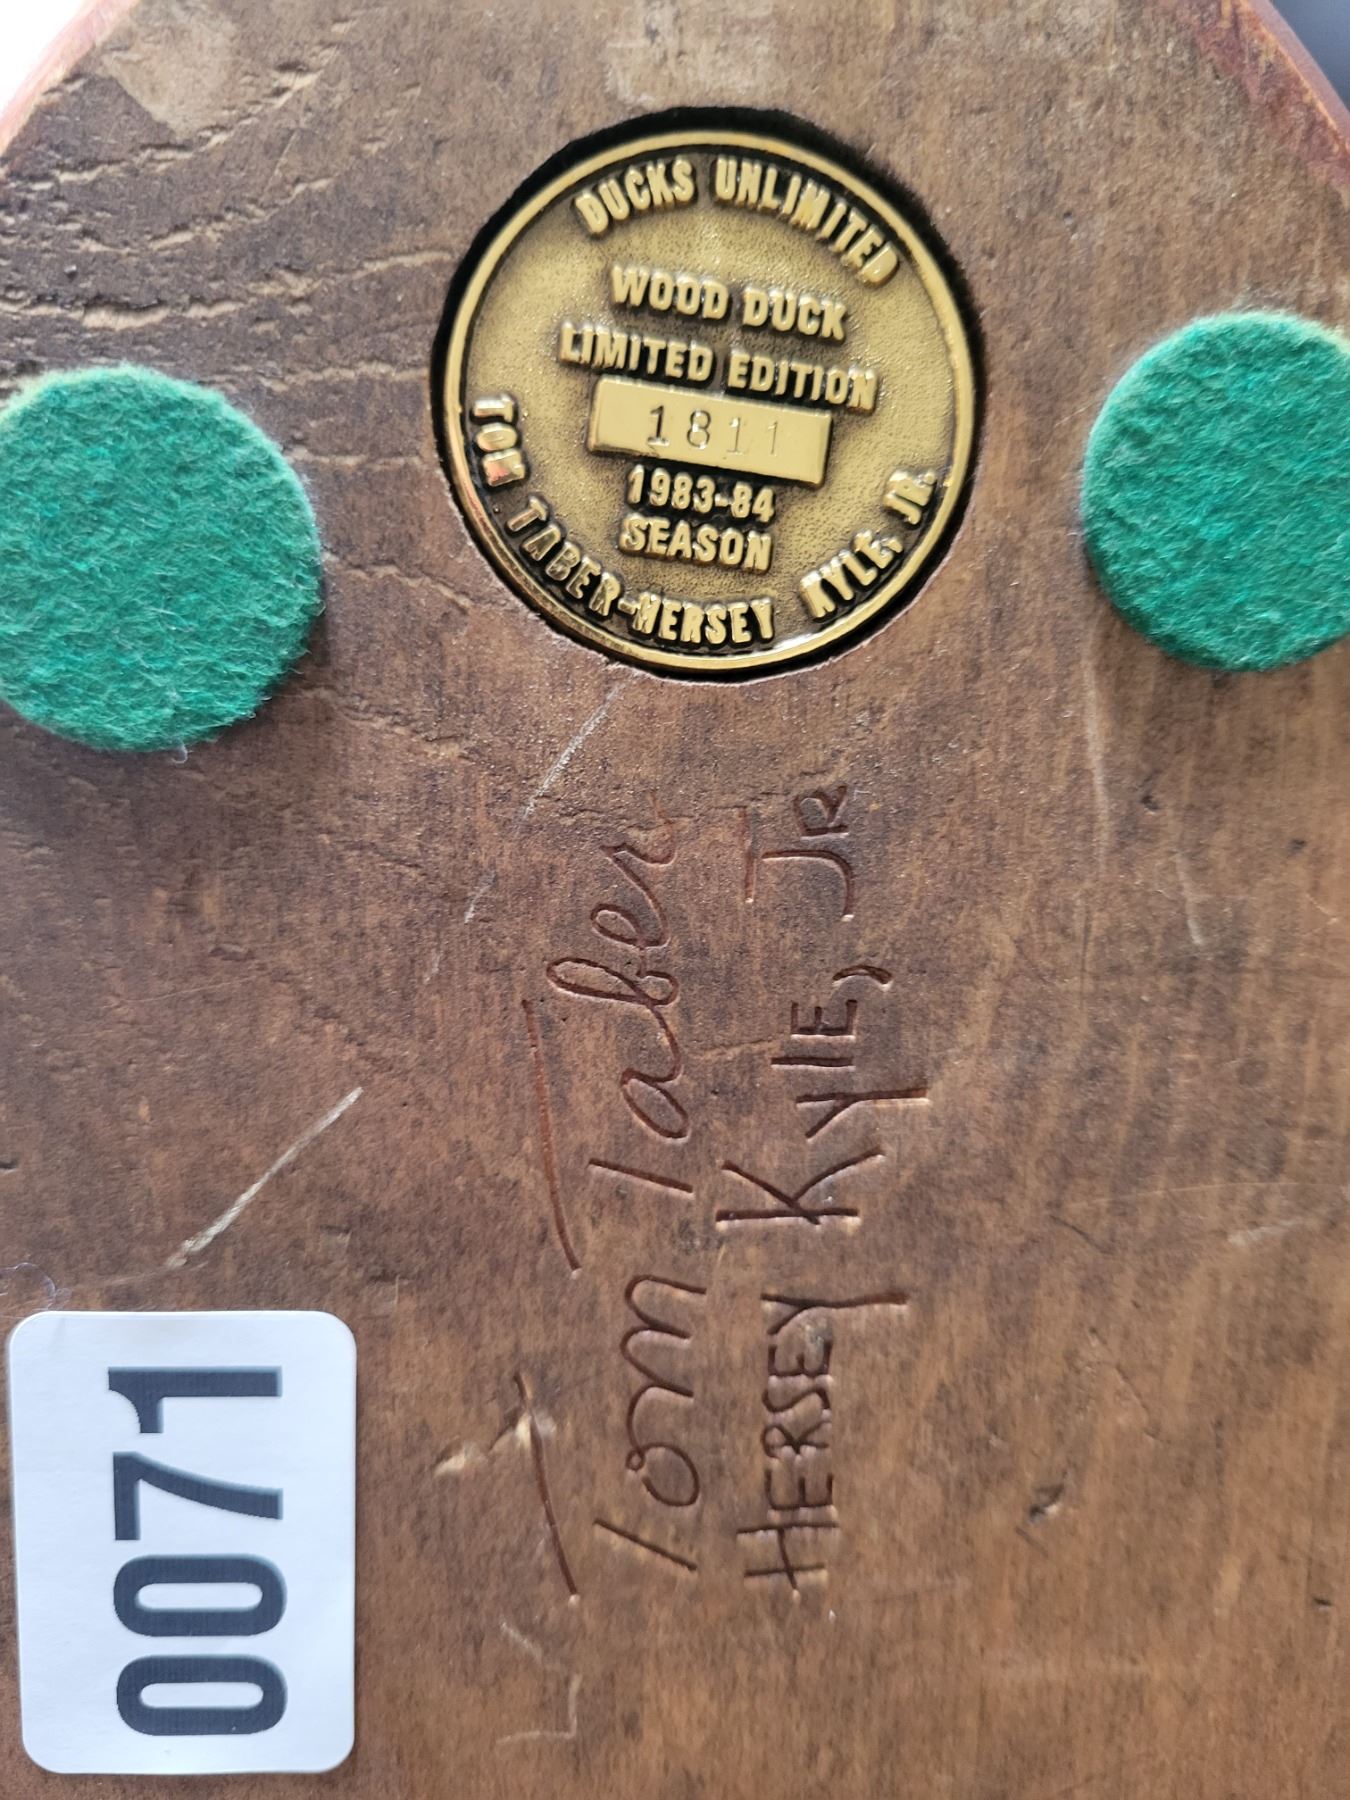 DUCKS UNLIMITED
WOOD DUCK
LIMITED EDITION
1811
1983-84
SEASON
TOM TABER-HERSEY KYLE, JR.
Tom Taber
HERSEY KYlE, JR
0071